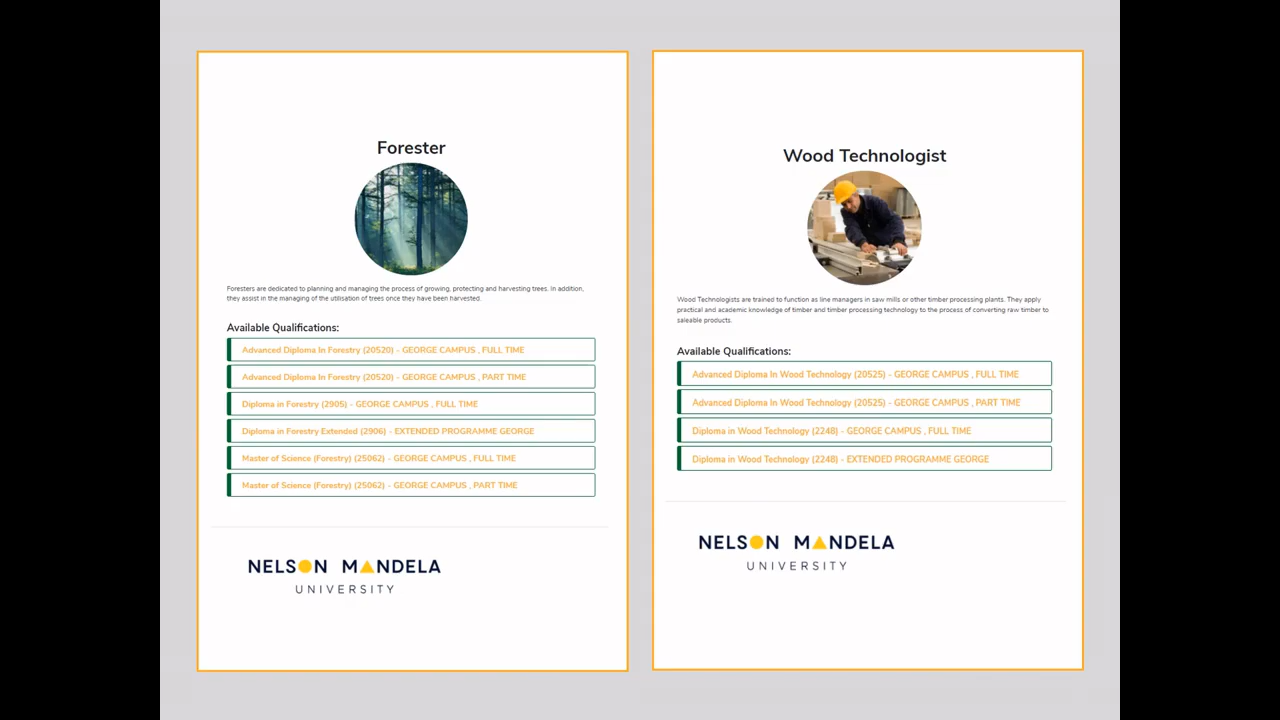 Forester
Foresters are dedicated to planning and managing the process of growing, protecting and harvesting trees. In addition,
they assist in the managing of the utilisation of trees once they have been harvested.
Available Qualifications:
Advanced Diploma In Forestry (20520) - GEORGE CAMPUS , FULL TIME
Advanced Diploma In Forestry (20520) - GEORGE CAMPUS , PART TIME
Diploma in Forestry (2905) - GEORGE CAMPUS , FULL TIME
Diploma in Forestry Extended (2906) - EXTENDED PROGRAMME GEORGE
Master of Science (Forestry) (25062) - GEORGE CAMPUS , FULL TIME
Master of Science (Forestry) (25062) - GEORGE CAMPUS , PART TIME
NELSON MANDELA
UNIVERSITY
Wood Technologist
Wood Technologists are trained to function as line managers in saw mills or other timber processing plants. They apply
practical and academic knowledge of timber and timber processing technology to the process of converting raw timber to
saleable products.
Available Qualifications:
Advanced Diploma In Wood Technology (20525) - GEORGE CAMPUS , FULL TIME
Advanced Diploma In Wood Technology (20525) - GEORGE CAMPUS , PART TIME
Diploma in Wood Technology (2248) - GEORGE CAMPUS , FULL TIME
Diploma in Wood Technology (2248) - EXTENDED PROGRAMME GEORGE
NELSON MANDELA
UNIVERSITY